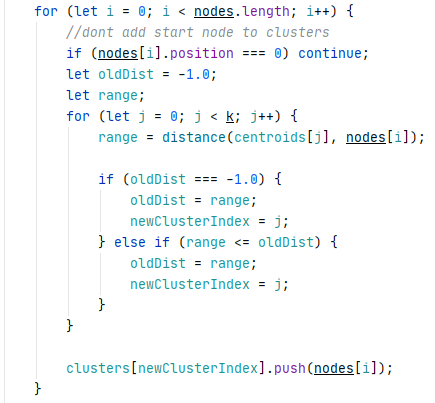 for (let i = 0; i < nodes.length; i++) {
    //dont add start node to clusters
    if (nodes[i].position === 0) continue;
    let oldDist = -1.0;
    let range;
    for (let j = 0; j < k; j++) {
        range = distance(centroids[j], nodes[i]);

        if (oldDist === -1.0) {
            oldDist = range;
            newClusterIndex = j;
        } else if (range <= oldDist) {
            oldDist = range;
            newClusterIndex = j;
        }
    }

    clusters[newClusterIndex].push(nodes[i]);
}